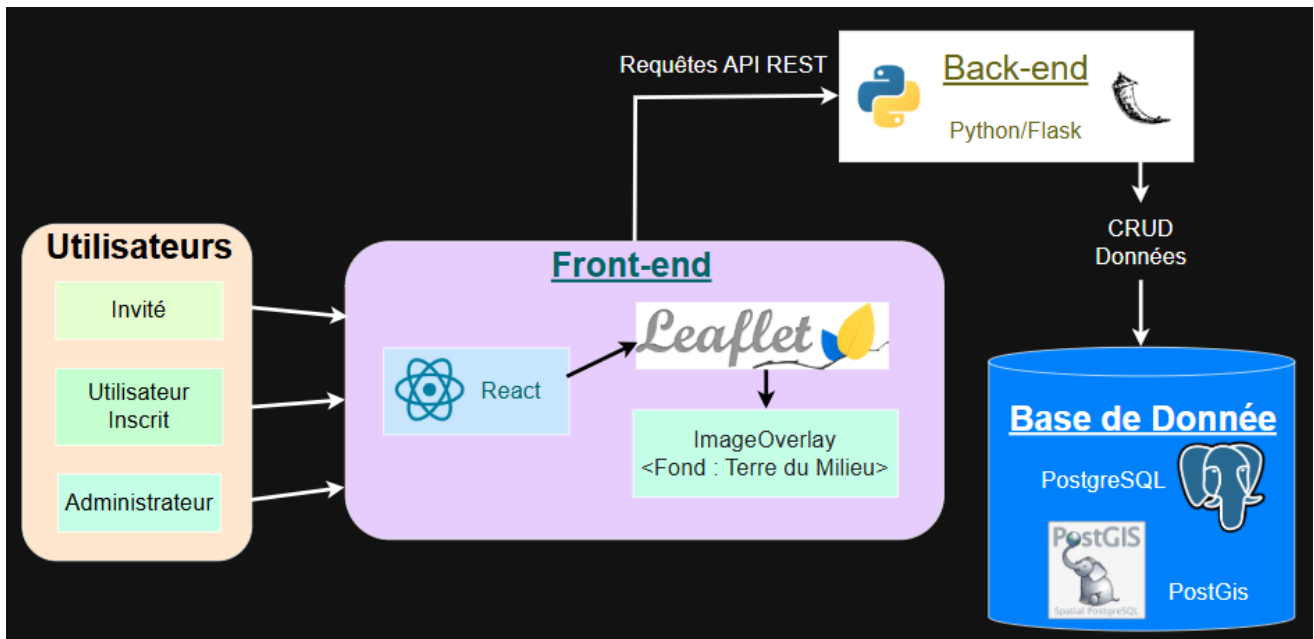 Requêtes API REST
Back-end
Python/Flask
CRUD
Données
Utilisateurs
Invité
Utilisateur
Inscrit
Administrateur
Front-end
React
Leaflet
ImageOverlay
<Fond : Terre du Milieu>
Base de Donnée
PostgreSQL
PostGIS
Spatial PostgreSQL
PostGis